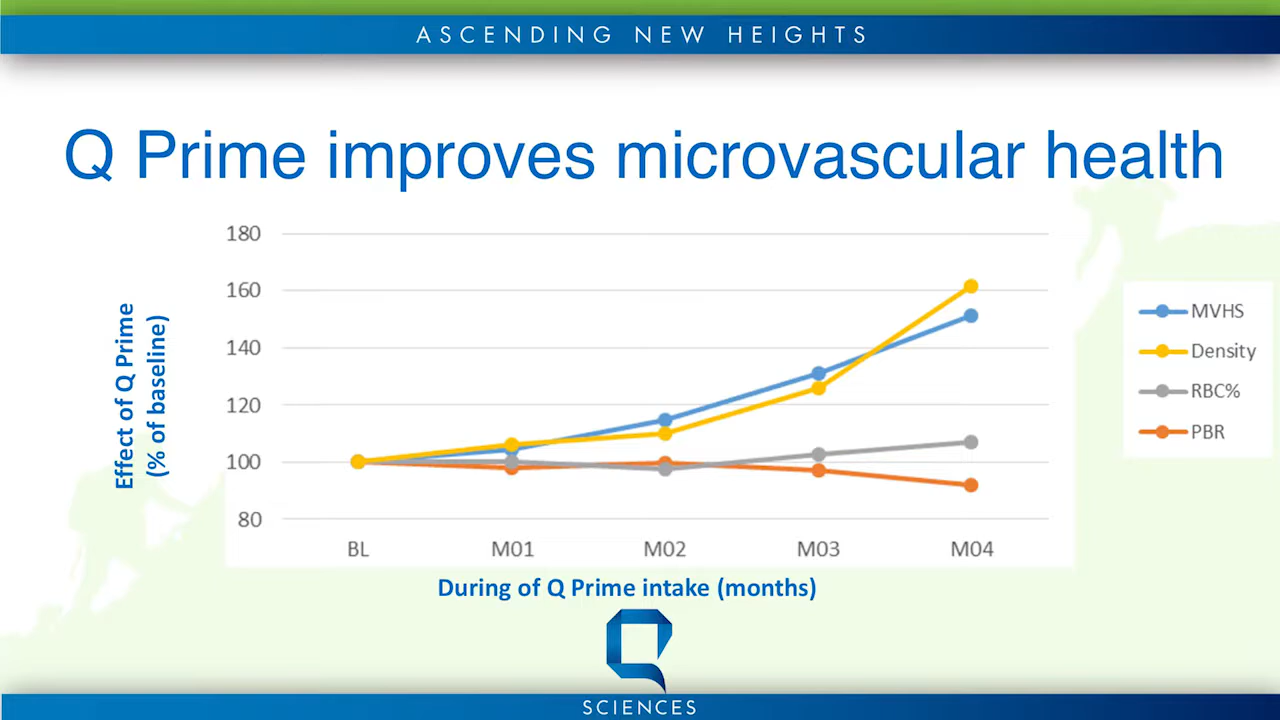 ASCENDING NEW HEIGHTS
Q Prime improves microvascular health
180
160
140
120
100
80
Effect of Q Prime
(% of baseline)
BL M01 M02 M03 M04
During of Q Prime intake (months)
MVHS
Density
RBC%
PBR
SCIENCES